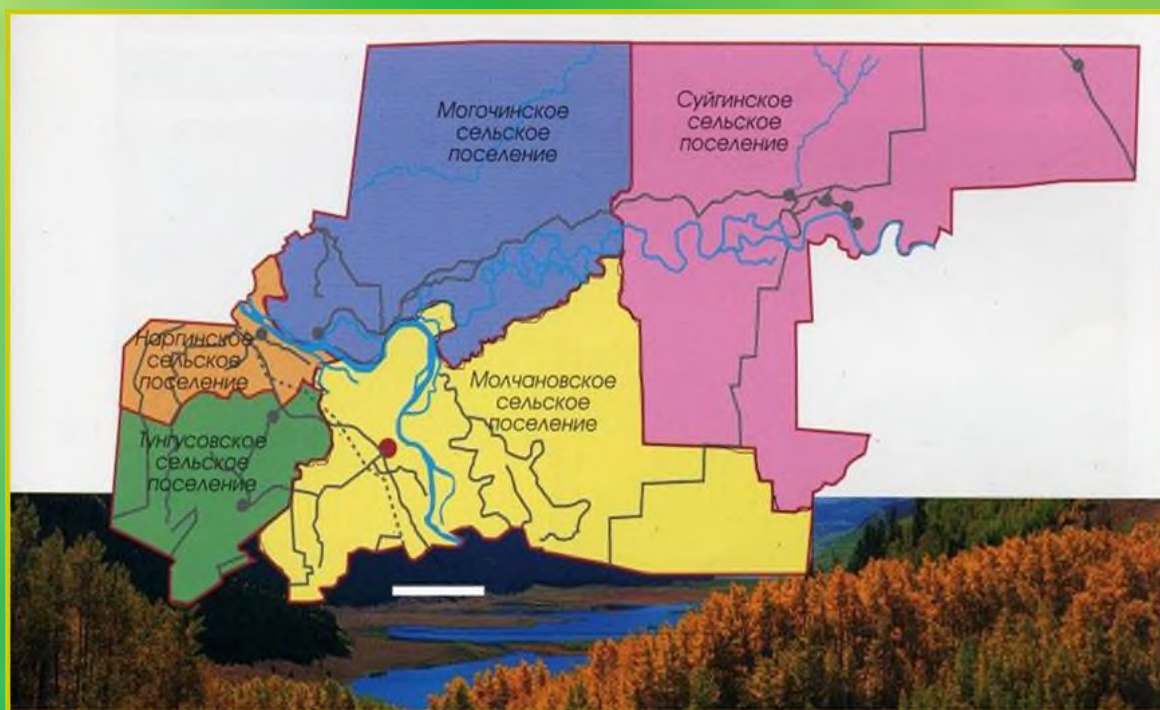 Могочинское
сельское
поселение
Суйгинское
сельское
поселение
Наргинское
сельское
поселение
Молчановское
сельское
поселение
Тунгусовское
сельское
поселение